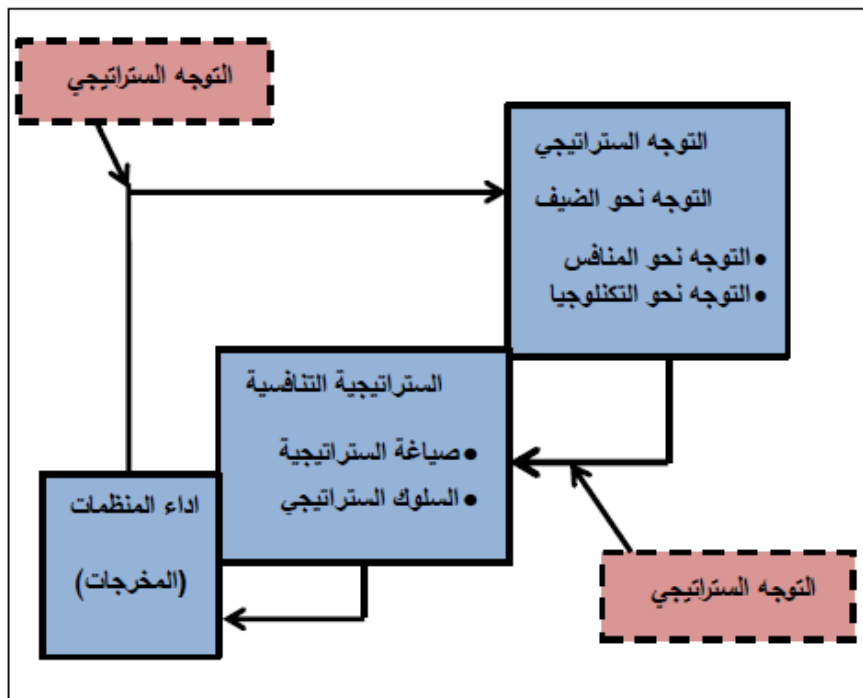 التوجه الستراتيجي
التوجه الستراتيجي
التوجه نحو الضيف
• التوجه نحو المنافس
• التوجه نحو التكنلوجيا
الستراتيجية التنافسية
• صياغة الستراتيجية
• السلوك الستراتيجي
اداء المنظمات
(المخرجات)
التوجه الستراتيجي